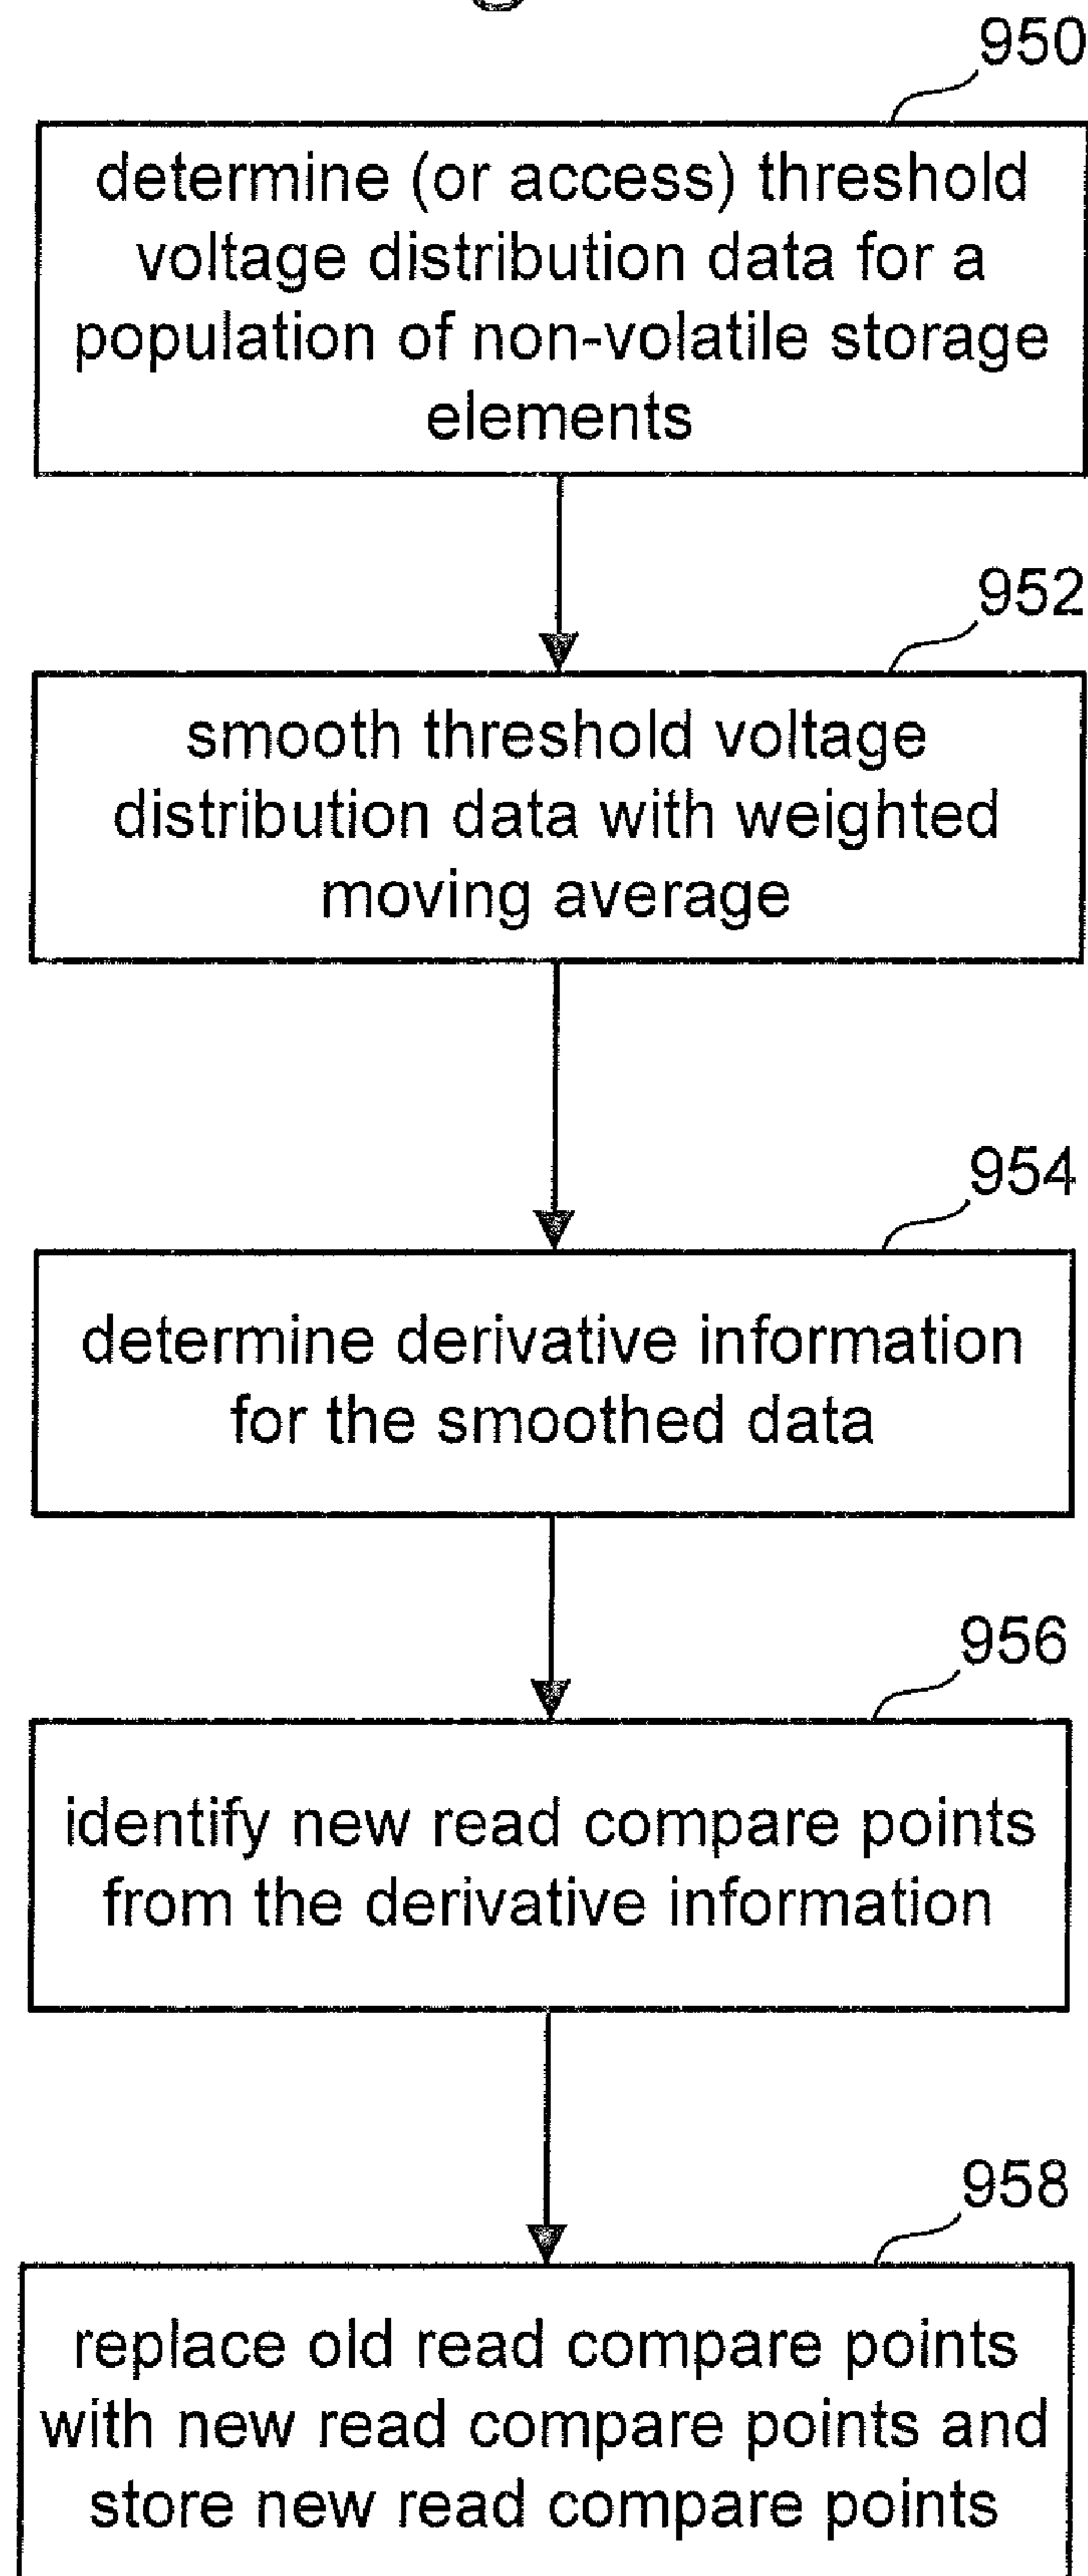 950
determine (or access) threshold
voltage distribution data for a
population of non-volatile storage
elements
952
smooth threshold voltage
distribution data with weighted
moving average
954
determine derivative information
for the smoothed data
956
identify new read compare points
from the derivative information
958
replace old read compare points
with new read compare points and
store new read compare points